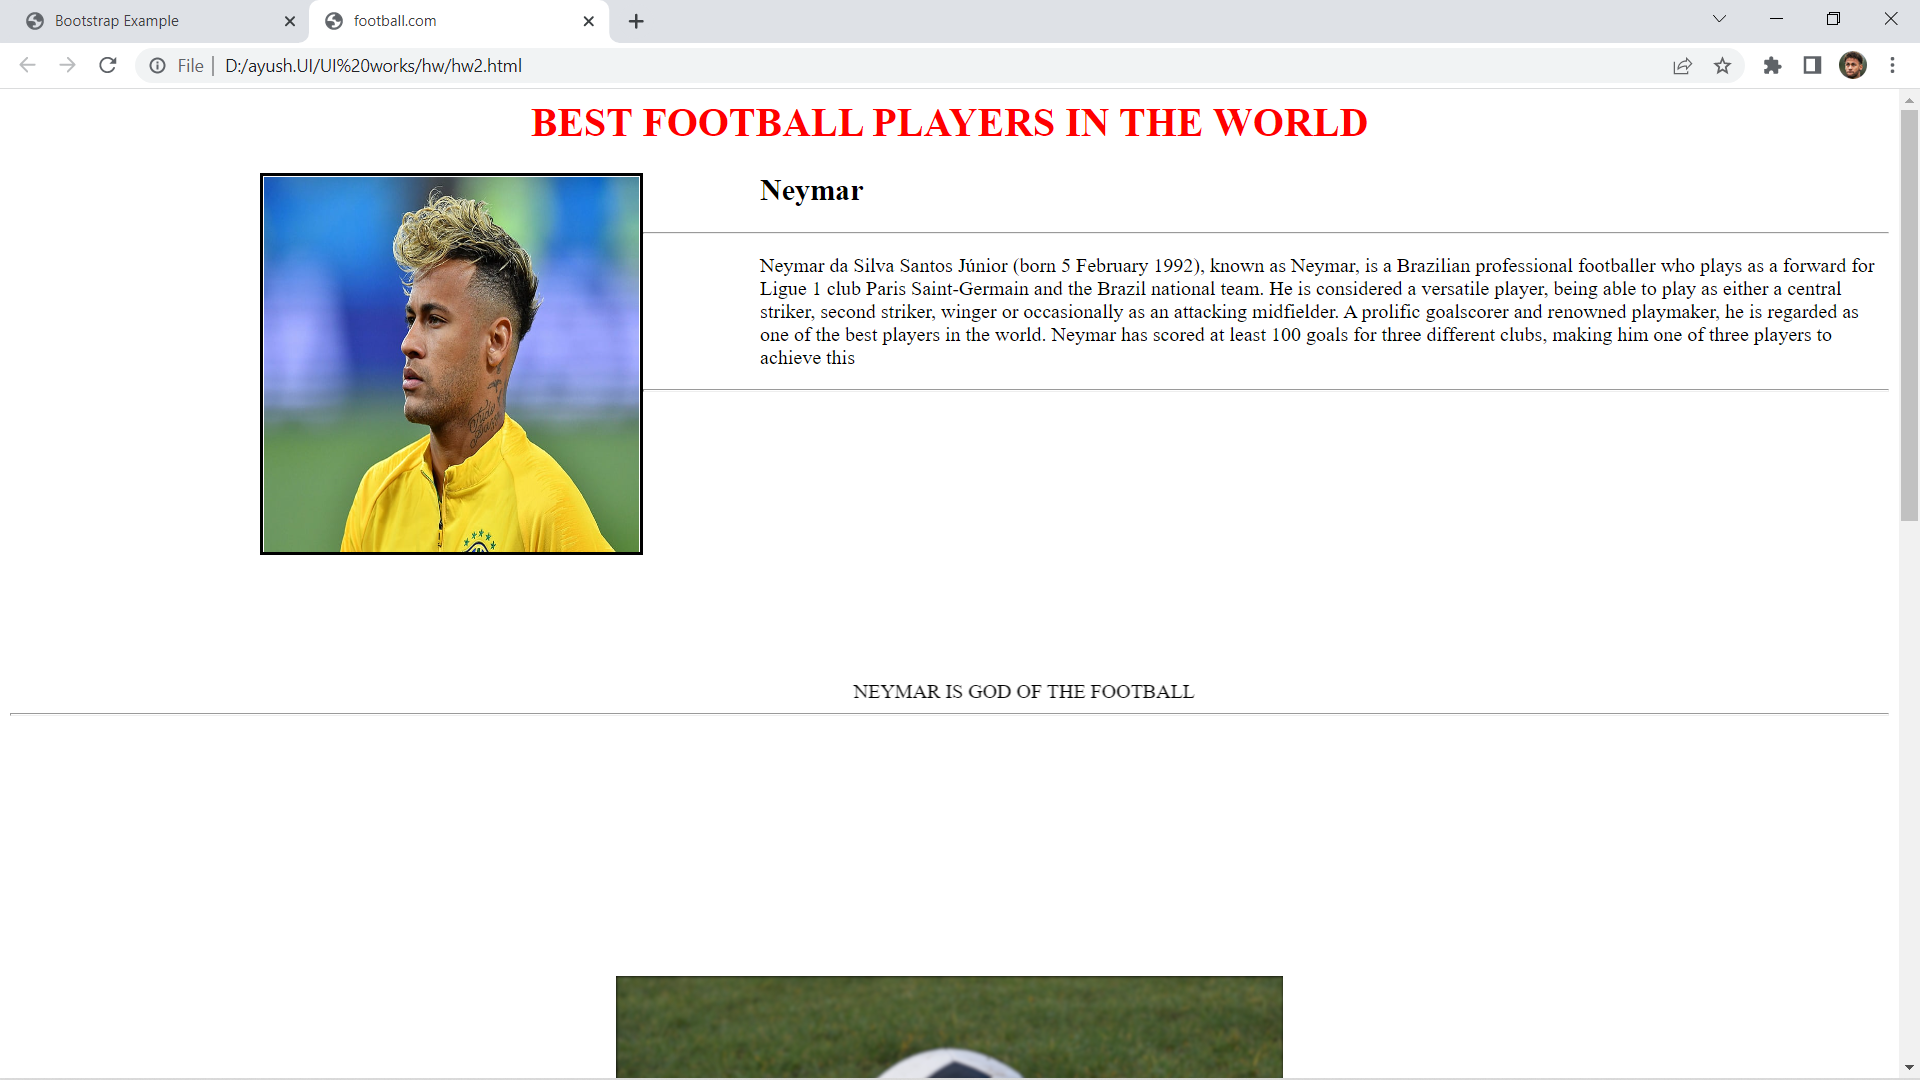 Bootstrap Example
football.com
File
D:/ayush.UI/UI%20works/hw/hw2.html
BEST FOOTBALL PLAYERS IN THE WORLD
Neymar
Neymar da Silva Santos Júnior (born 5 February 1992), known as Neymar, is a Brazilian professional footballer who plays as a forward for
Ligue 1 club Paris Saint-Germain and the Brazil national team. He is considered a versatile player, being able to play as either a central
striker, second striker, winger or occasionally as an attacking midfielder. A prolific goalscorer and renowned playmaker, he is regarded as
one of the best players in the world. Neymar has scored at least 100 goals for three different clubs, making him one of three players to
achieve this
NEYMAR IS GOD OF THE FOOTBALL